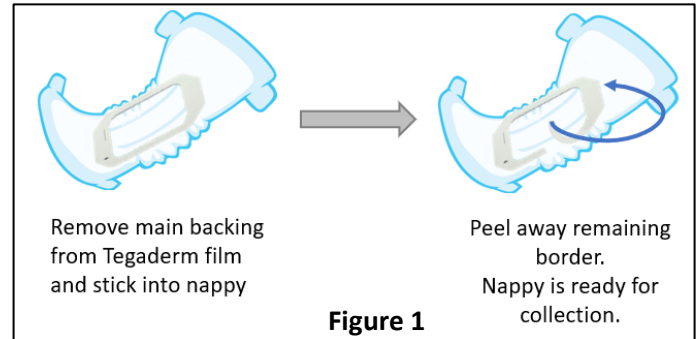 Remove main backing
from Tegaderm film
and stick into nappy
Peel away remaining
border.
Nappy is ready for
collection.
Figure 1